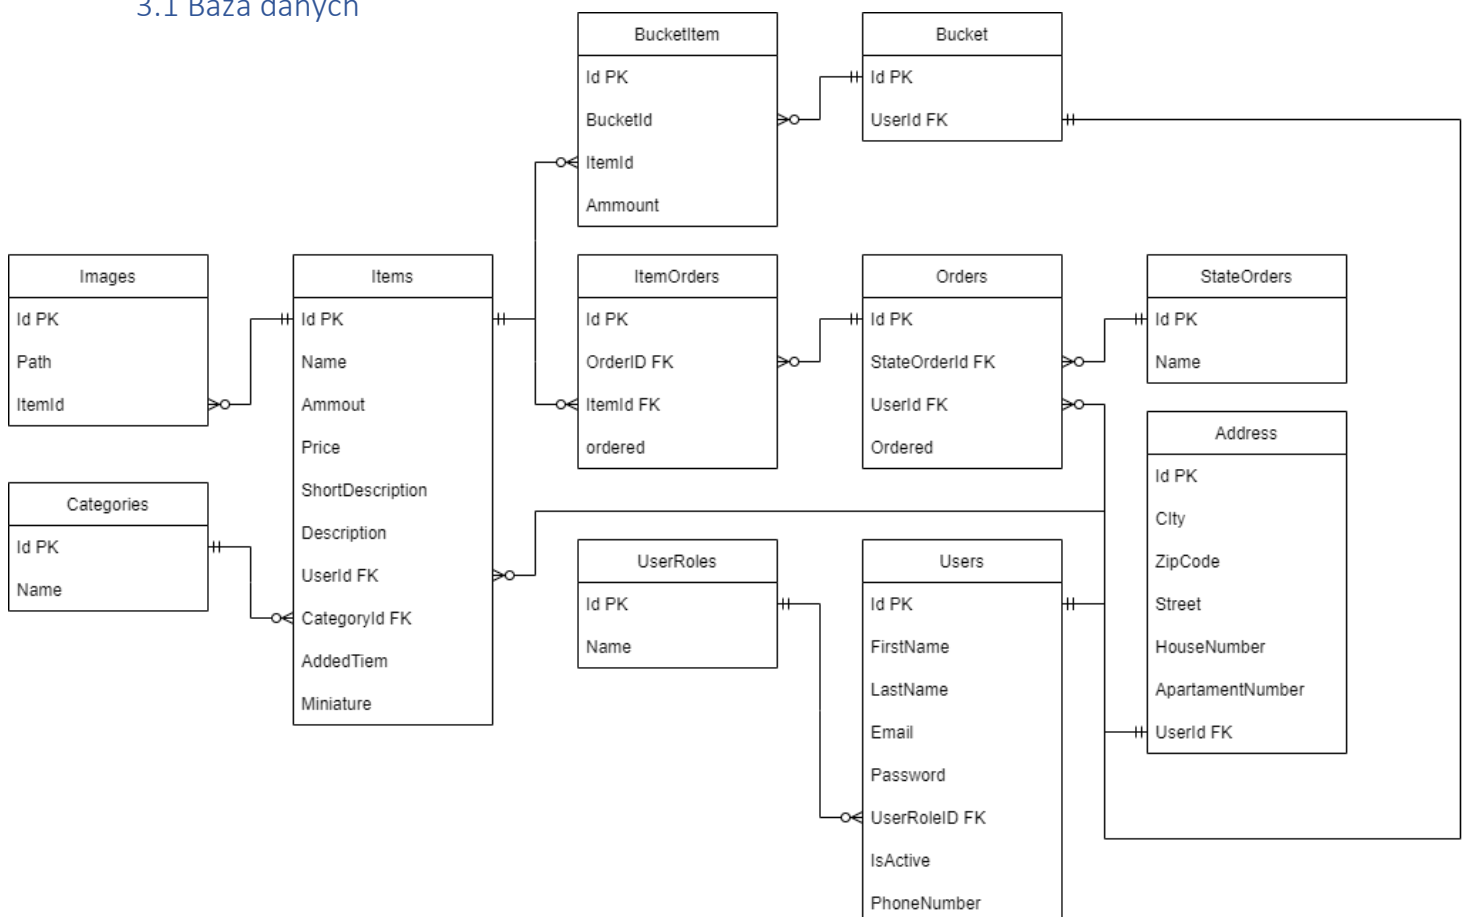 3.1 Baza danych
BucketItem
Id PK
BucketId
ItemId
Ammount
Bucket
Id PK
UserId FK
Images
Id PK
Path
ItemId
Items
Id PK
Name
Ammout
Price
ShortDescription
Description
UserId FK
CategoryId FK
AddedTiem
Miniature
ItemOrders
Id PK
OrderID FK
ItemId FK
ordered
Orders
Id PK
StateOrderId FK
UserId FK
Ordered
StateOrders
Id PK
Name
Address
Id PK
CIty
ZipCode
Street
HouseNumber
ApartamentNumber
UserId FK
Categories
Id PK
Name
UserRoles
Id PK
Name
Users
Id PK
FirstName
LastName
Email
Password
UserRoleID FK
IsActive
PhoneNumber